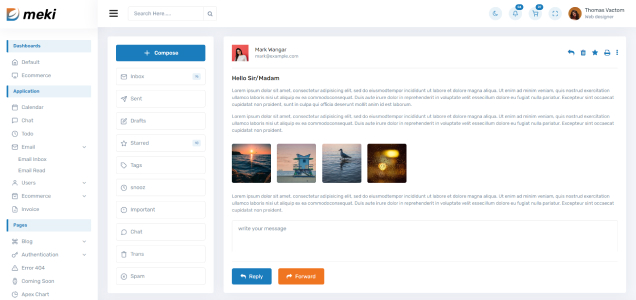 meki
Search Here ....
Thomas Vactom
Web designer
Dashboards
Default
Ecommerce
Application
Calendar
Chat
Todo
Email
Email Inbox
Email Read
Users
Ecommerce
Invoice
Pages
Blog
Authentication
Error 404
Coming Soon
Apex Chart
+ Compose
Inbox
Sent
Drafts
Starred
Tags
snooz
Important
Chat
Trans
Spam
Mark Wangar
mark@example.com
Hello Sir/Madam
Lorem ipsum dolor sit amet, consectetur adipisicing elit, sed do eiusmodtempor incididunt ut labore et dolore magna aliqua. Ut enim ad minim veniam, quis nostrud exercitation
ullamco laboris nisi ut aliquip ex ea commodoconsequat. Duis aute irure dolor in reprehenderit in voluptate velit essecillum dolore eu fugiat nulla pariatur. Excepteur sint occaecat
cupidatat non proident, sunt in culpa qui officia deserunt mollit anim id est laborum.
Lorem ipsum dolor sit amet, consectetur adipisicing elit, sed do eiusmodtempor incididunt ut labore et dolore magna aliqua. Ut enim ad minim veniam, quis nostrud exercitation
ullamco laboris nisi ut aliquip ex ea commodoconsequat. Duis aute irure dolor in reprehenderit in voluptate velit essecillum dolore eu fugiat nulla pariatur. Excepteur sint occaecat
cupidatat non proident.
Lorem ipsum dolor sit amet, consectetur adipisicing elit, sed do eiusmodtempor incididunt ut labore et dolore magna aliqua. Ut enim ad minim veniam, quis nostrud exercitation
ullamco laboris nisi ut aliquip ex ea commodoconsequat. Duis aute irure dolor in reprehenderit in voluptate velit essecillum dolore eu fugiat nulla pariatur. Excepteur sint occaecat
cupidatat non proident.
write your message
Reply
Forward